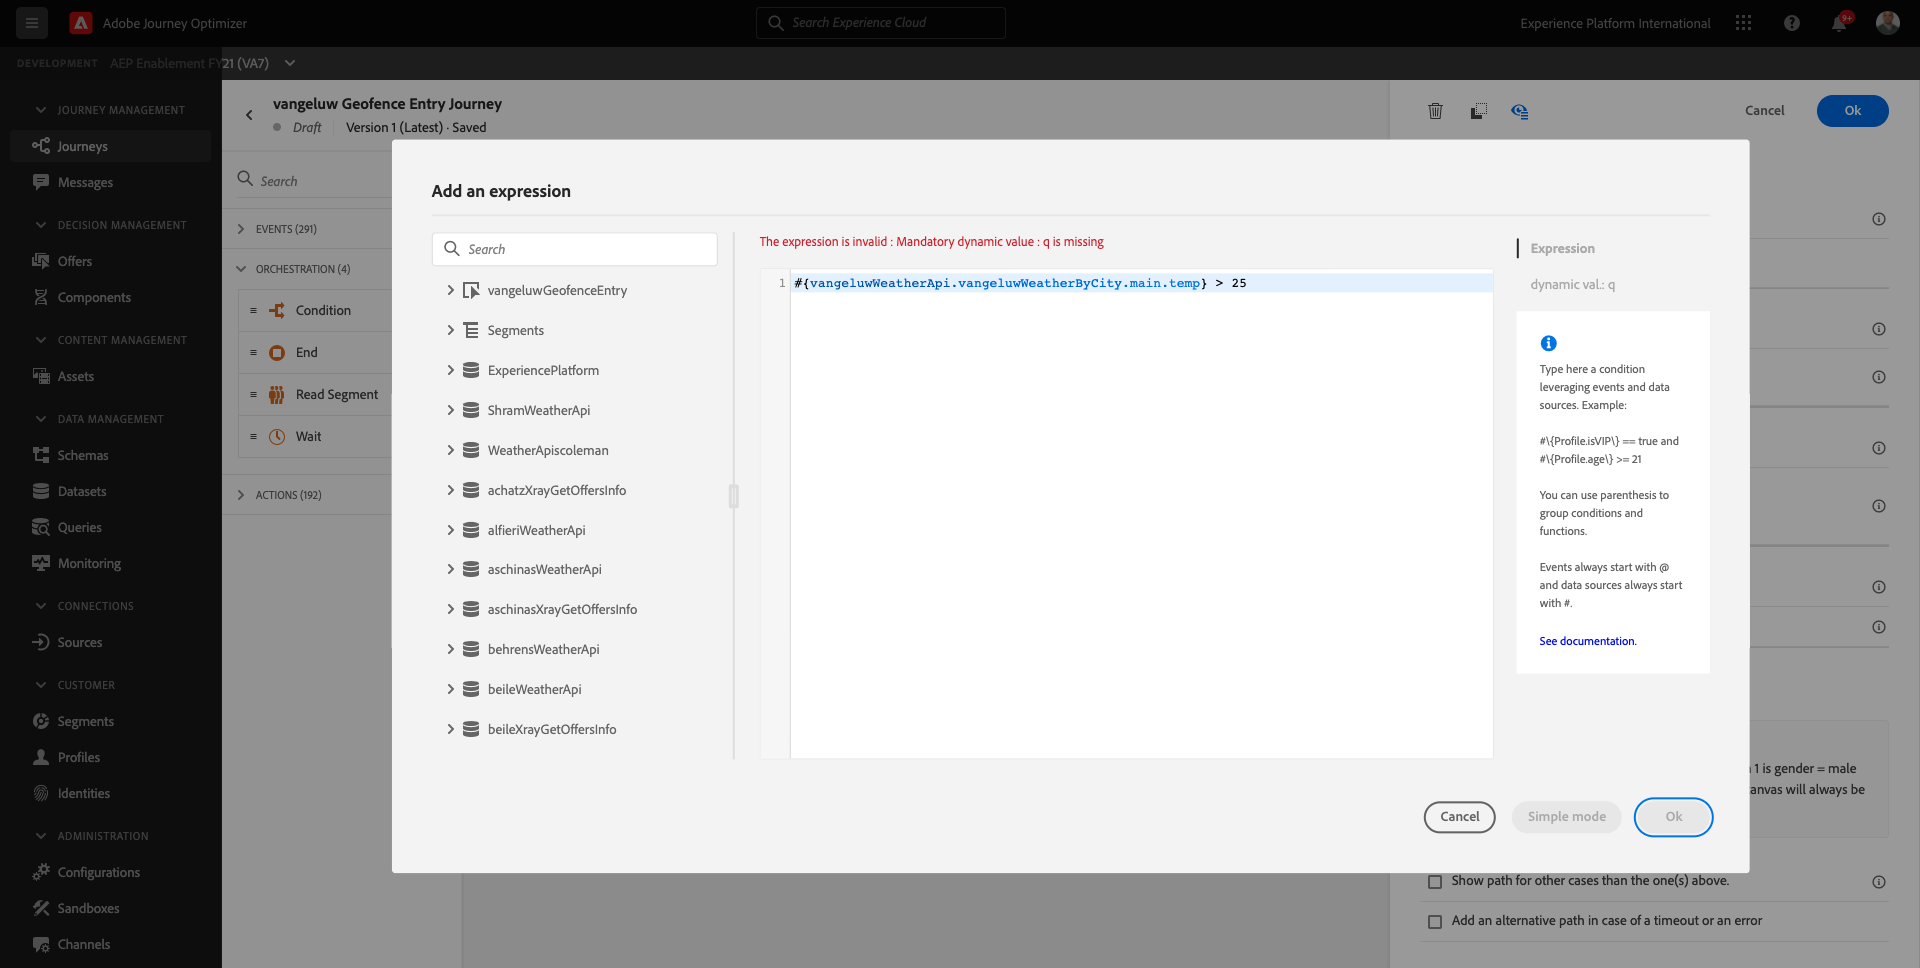 Adobe Journey Optimizer
Search Experience Cloud
Experience Platform International
9+
DEVELOPMENT AEP Enablement FY21 (VA7)
JOURNEY MANAGEMENT
Journeys
Messages
DECISION MANAGEMENT
Offers
Components
CONTENT MANAGEMENT
Assets
DATA MANAGEMENT
Schemas
Datasets
Queries
Monitoring
CONNECTIONS
Sources
CUSTOMER
Segments
Profiles
Identities
ADMINISTRATION
Configurations
Sandboxes
Channels
vangeluw Geofence Entry Journey
Draft Version 1 (Latest) · Saved
Search
EVENTS (291)
ORCHESTRATION (4)
Condition
End
Read Segment
Wait
ACTIONS (192)
Cancel
Ok
Add an expression
Search
vangeluwGeofenceEntry
Segments
ExperiencePlatform
ShramWeatherApi
WeatherApiscoleman
achatzXrayGetOffersInfo
alfieriWeatherApi
aschinasWeatherApi
aschinasXrayGetOffersInfo
behrensWeatherApi
beileWeatherApi
beileXrayGetOffersInfo
The expression is invalid : Mandatory dynamic value : q is missing
1 #{vangeluwWeatherApi.vangeluwWeatherByCity.main.temp} > 25
Expression
dynamic val.: q
Type here a condition
leveraging events and data
sources. Example:
#\{Profile.isVIP\} == true and
#\{Profile.age\} >= 21
You can use parenthesis to
group conditions and
functions.
Events always start with @
and data sources always start
with #.
See documentation.
Cancel
Simple mode
Ok
1 is gender = male
anvas will always be
Show path for other cases than the one(s) above.
Add an alternative path in case of a timeout or an error